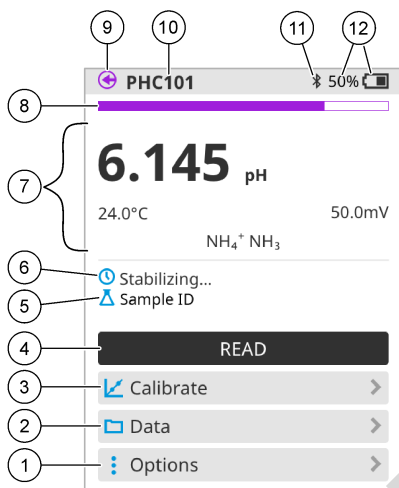 9 10 11 12
PHC101 50%
8
7
6.145 pH
24.0°C 50.0mV
NH₄⁺ NH₃
6 Stabilizing...
5 Sample ID
4 READ
3 Calibrate
2 Data
1 Options